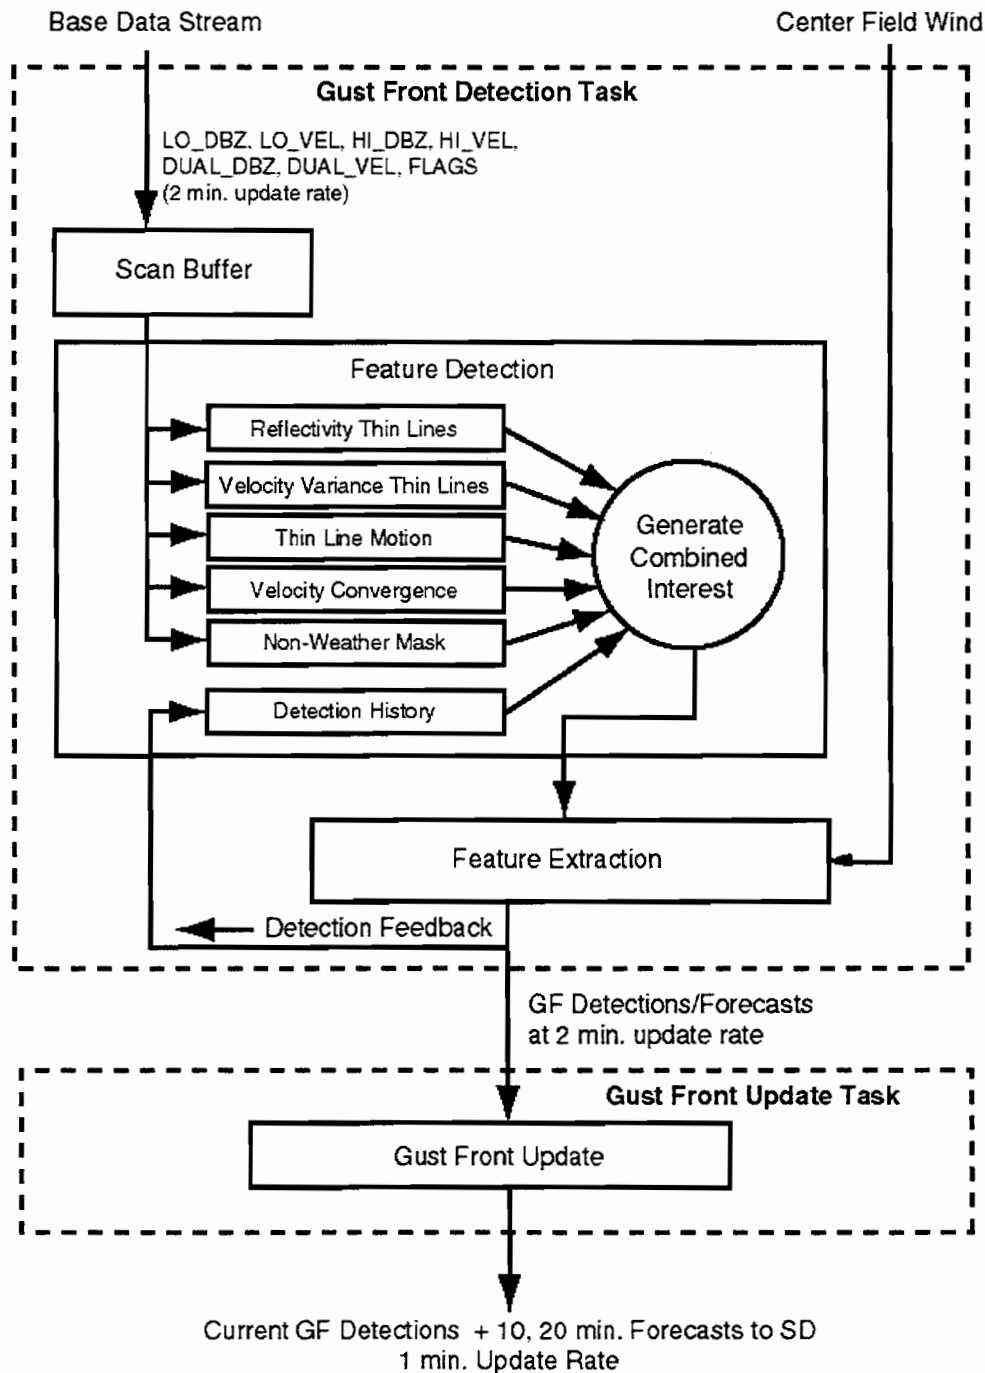 Base Data Stream
Center Field Wind
Gust Front Detection Task
LO_DBZ, LO_VEL, HI_DBZ, HI_VEL,
DUAL_DBZ, DUAL_VEL, FLAGS
(2 min. update rate)
Scan Buffer
Feature Detection
Reflectivity Thin Lines
Velocity Variance Thin Lines
Thin Line Motion
Velocity Convergence
Non-Weather Mask
Detection History
Generate
Combined
Interest
Feature Extraction
Detection Feedback
GF Detections/Forecasts
at 2 min. update rate
Gust Front Update Task
Gust Front Update
Current GF Detections + 10, 20 min. Forecasts to SD
1 min. Update Rate